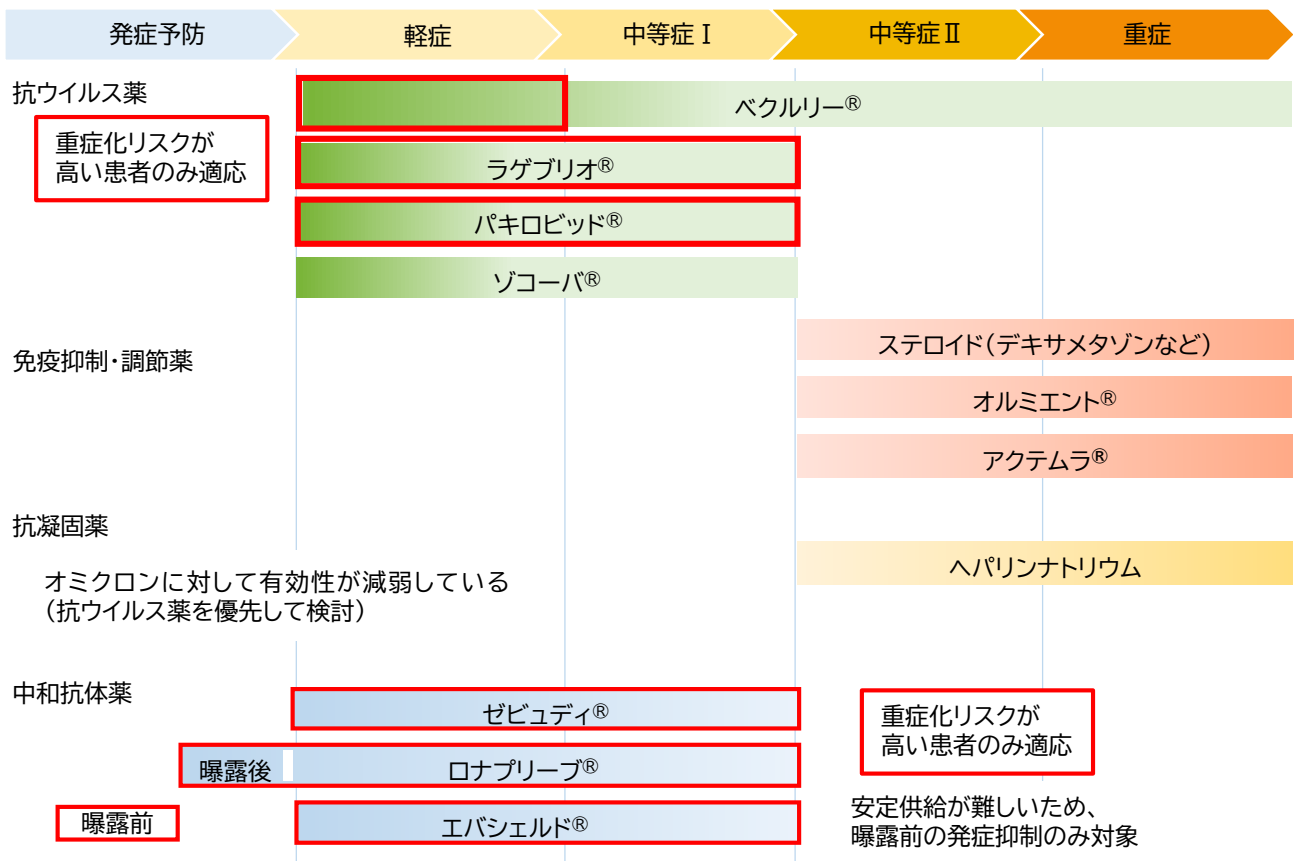 発症予防
軽症
中等症Ⅰ
中等症Ⅱ
重症
抗ウイルス薬
重症化リスクが
高い患者のみ適応
ベクルリー®
ラゲブリオ®
パキロビッド®
ゾコーバ®
免疫抑制・調節薬
ステロイド(デキサメタゾンなど)
オルミエント®
アクテムラ®
抗凝固薬
ヘパリンナトリウム
オミクロンに対して有効性が減弱している
(抗ウイルス薬を優先して検討)
中和抗体薬
ゼビュディ®
重症化リスクが
高い患者のみ適応
曝露後
ロナプリーブ®
曝露前
エバシェルド®
安定供給が難しいため、
曝露前の発症抑制のみ対象